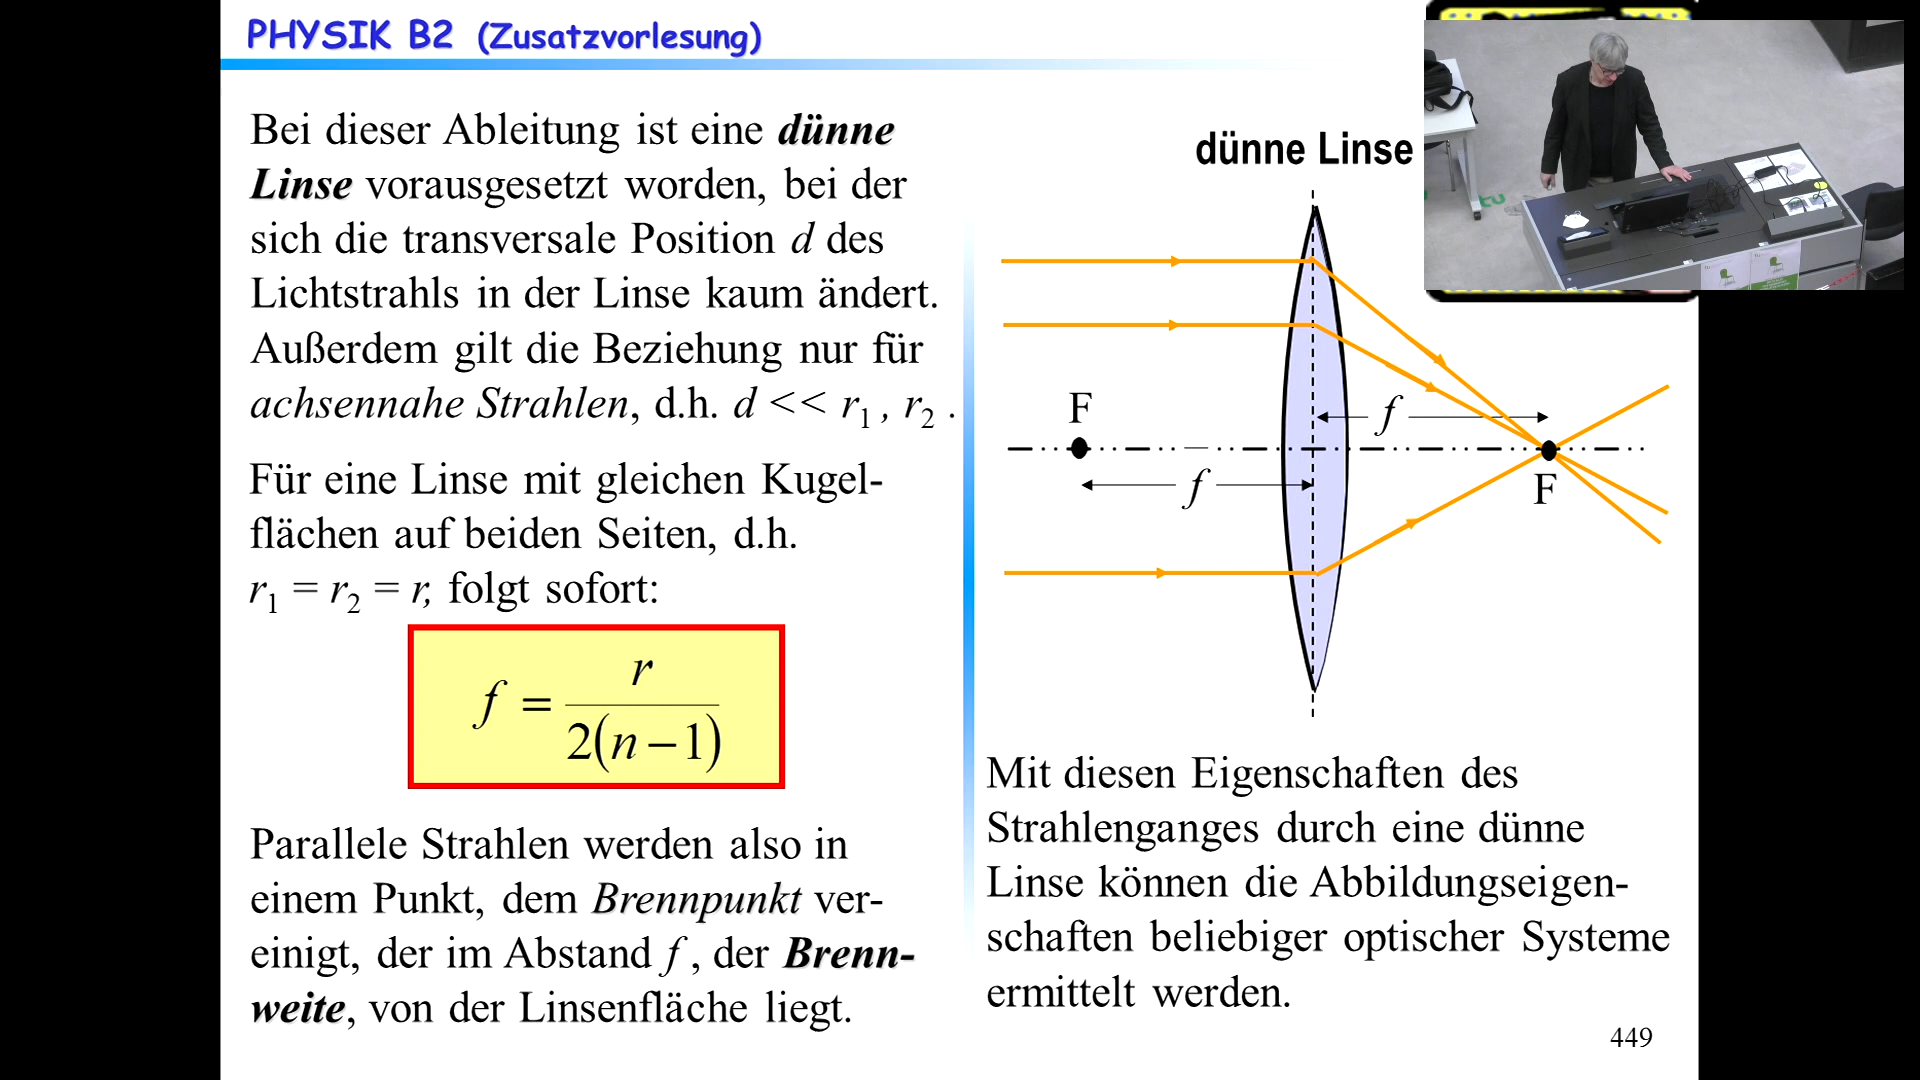 PHYSIK B2 (Zusatzvorlesung)
Bei dieser Ableitung ist eine dünne
Linse vorausgesetzt worden, bei der
sich die transversale Position d des
Lichtstrahls in der Linse kaum ändert.
Außerdem gilt die Beziehung nur für
achsennahe Strahlen, d.h. d << r₁ , r₂ .
Für eine Linse mit gleichen Kugel-
flächen auf beiden Seiten, d.h.
r₁ = r₂ = r, folgt sofort:
f = r / 2(n−1)
Parallele Strahlen werden also in
einem Punkt, dem Brennpunkt ver-
einigt, der im Abstand f , der Brenn-
weite, von der Linsenfläche liegt.
dünne Linse
F
f
f
F
Mit diesen Eigenschaften des
Strahlenganges durch eine dünne
Linse können die Abbildungseigen-
schaften beliebiger optischer Systeme
ermittelt werden.
449